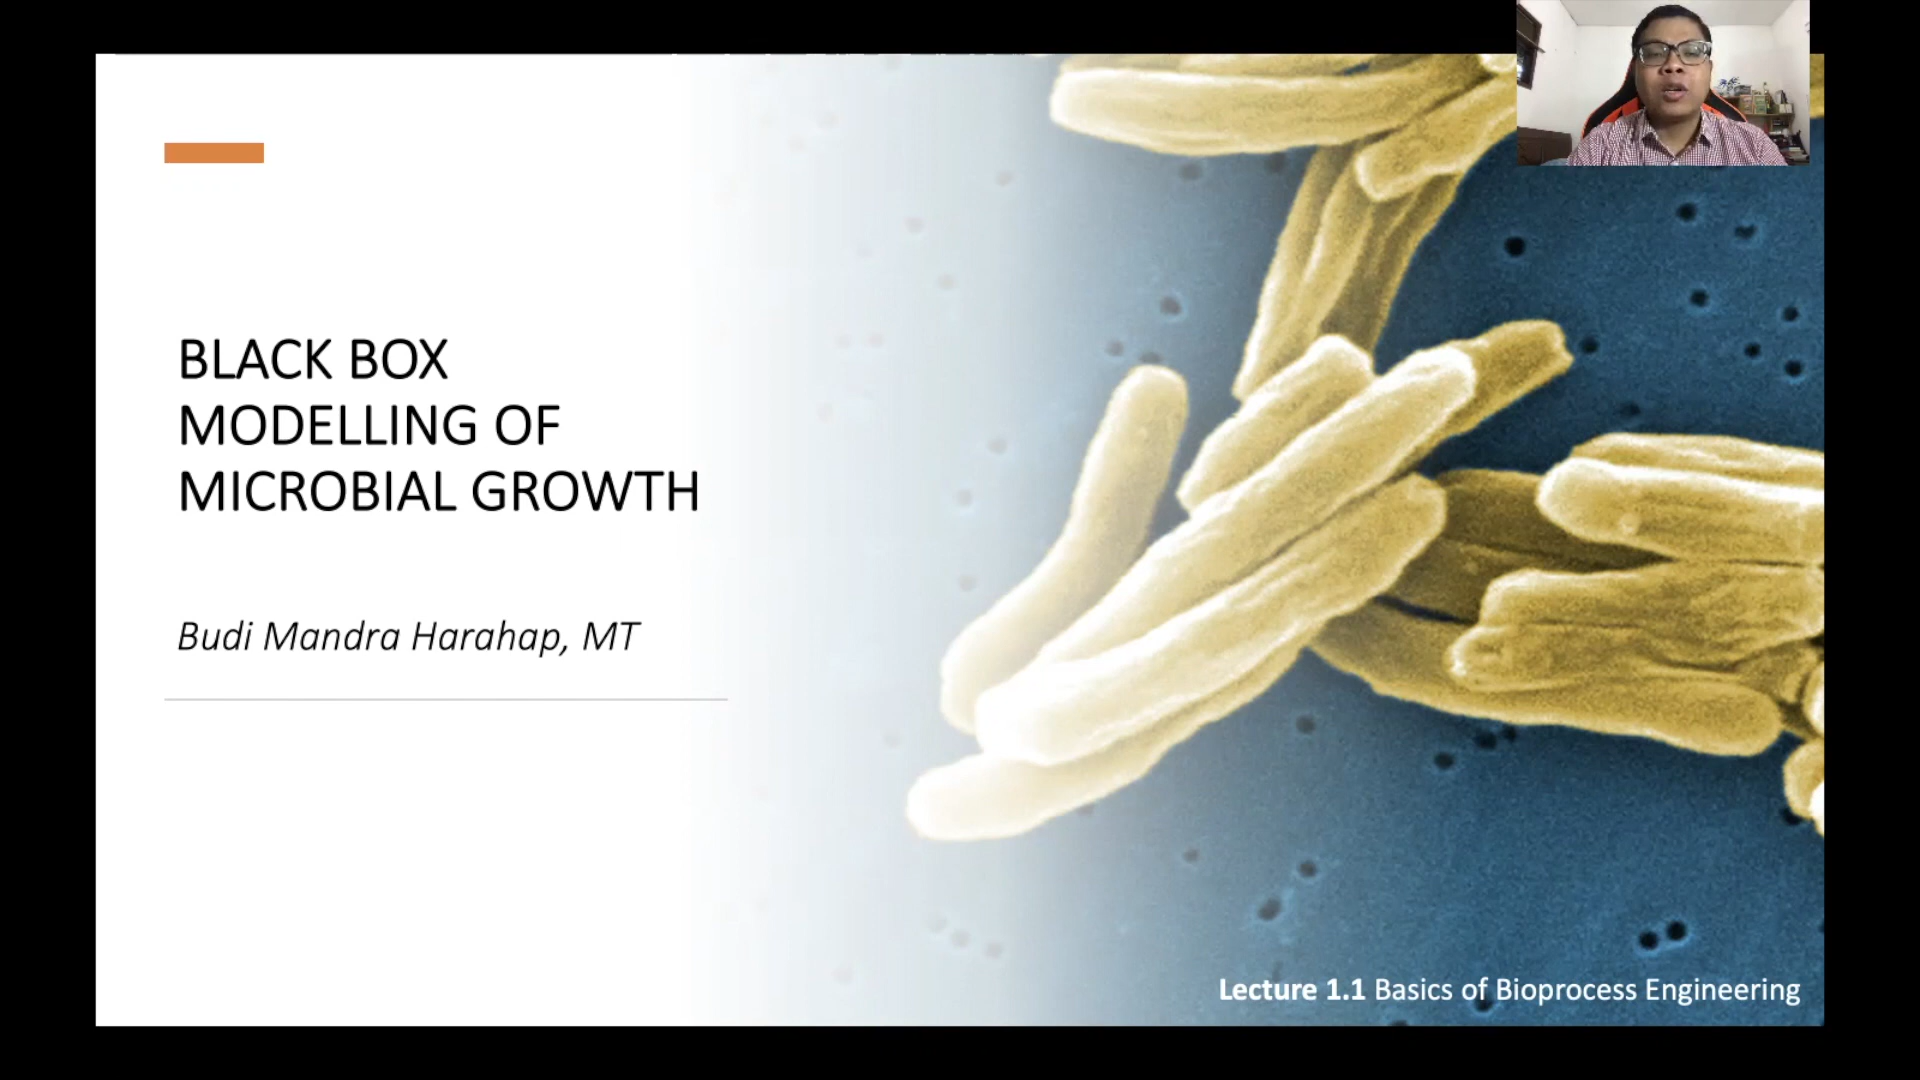 BLACK BOX
MODELLING OF
MICROBIAL GROWTH
Budi Mandra Harahap, MT
Lecture 1.1 Basics of Bioprocess Engineering